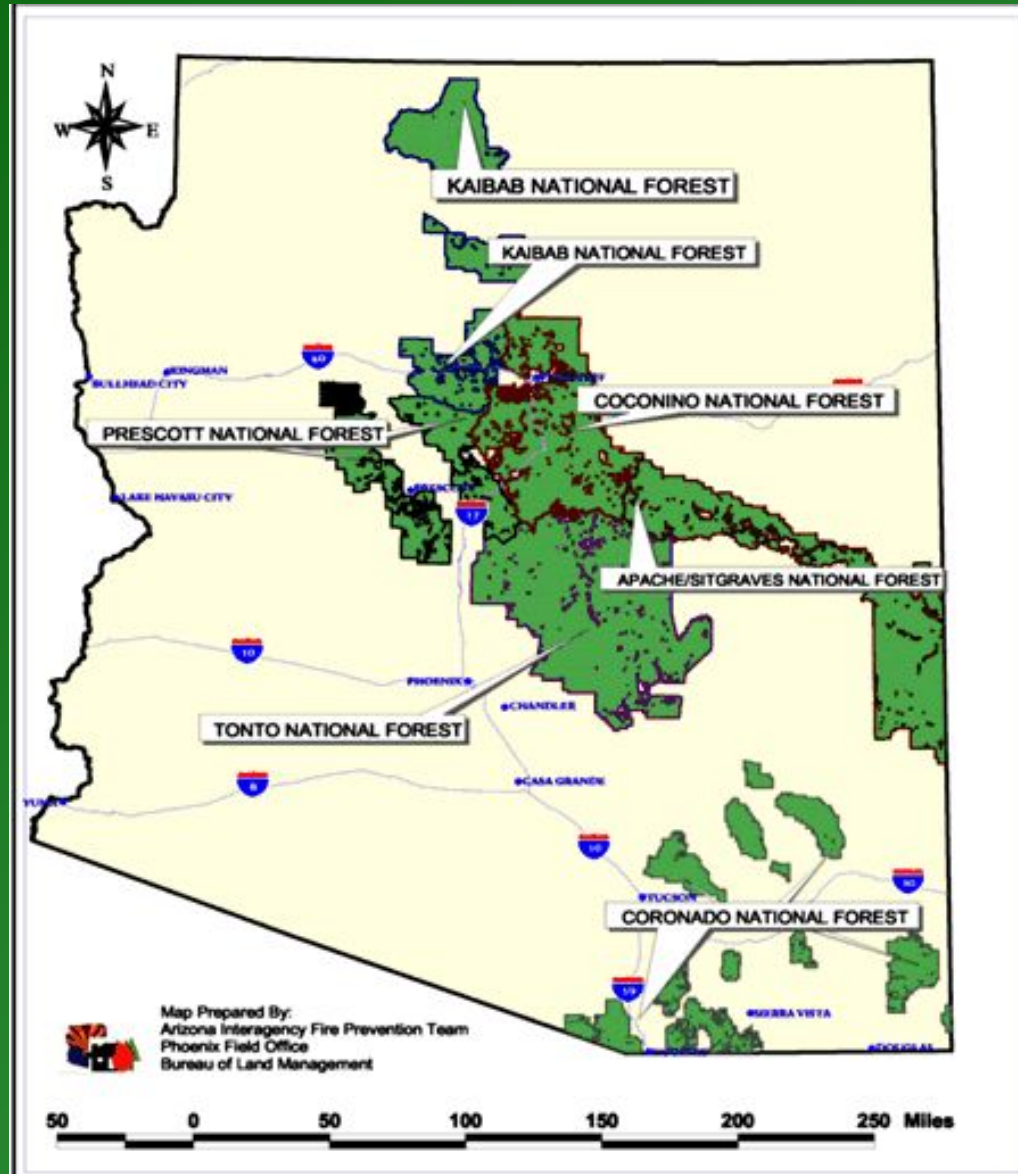 N
W E
S
KAIBAB NATIONAL FOREST
KAIBAB NATIONAL FOREST
40
KINGMAN
BULLHEAD CITY
COCONINO NATIONAL FOREST
PRESCOTT NATIONAL FOREST
LAKE HAVASU CITY
17
APACHE/SITGRAVES NATIONAL FOREST
10
PHOENIX
CHANDLER
TONTO NATIONAL FOREST
8
CASA GRANDE
10
TUCSON
CORONADO NATIONAL FOREST
19
SIERRA VISTA
DOUGLAS
Map Prepared By:
Arizona Interagency Fire Prevention Team
Phoenix Field Office
Bureau of Land Management
50 0 50 100 150 200 250 Miles